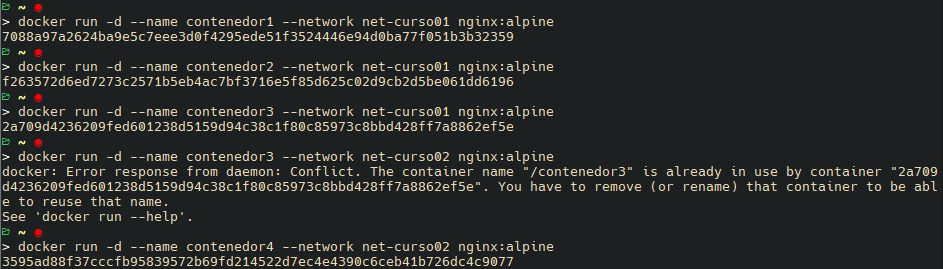 ~
> docker run -d --name contenedor1 --network net-curso01 nginx:alpine
7088a97a2624ba9e5c7eee3d0f4295ede51f3524446e94d0ba77f051b3b32359
~
> docker run -d --name contenedor2 --network net-curso01 nginx:alpine
f263572d6ed7273c2571b5eb4ac7bf3716e5f85d625c02d9cb2d5be061dd6196
~
> docker run -d --name contenedor3 --network net-curso01 nginx:alpine
2a709d4236209fed601238d5159d94c38c1f80c85973c8bbd428ff7a8862ef5e
~
> docker run -d --name contenedor3 --network net-curso02 nginx:alpine
docker: Error response from daemon: Conflict. The container name "/contenedor3" is already in use by container "2a709
d4236209fed601238d5159d94c38c1f80c85973c8bbd428ff7a8862ef5e". You have to remove (or rename) that container to be abl
e to reuse that name.
See 'docker run --help'.
~
> docker run -d --name contenedor4 --network net-curso02 nginx:alpine
3595ad88f37cccfb95839572b69fd214522d7ec4e4390c6ceb41b726dc4c9077